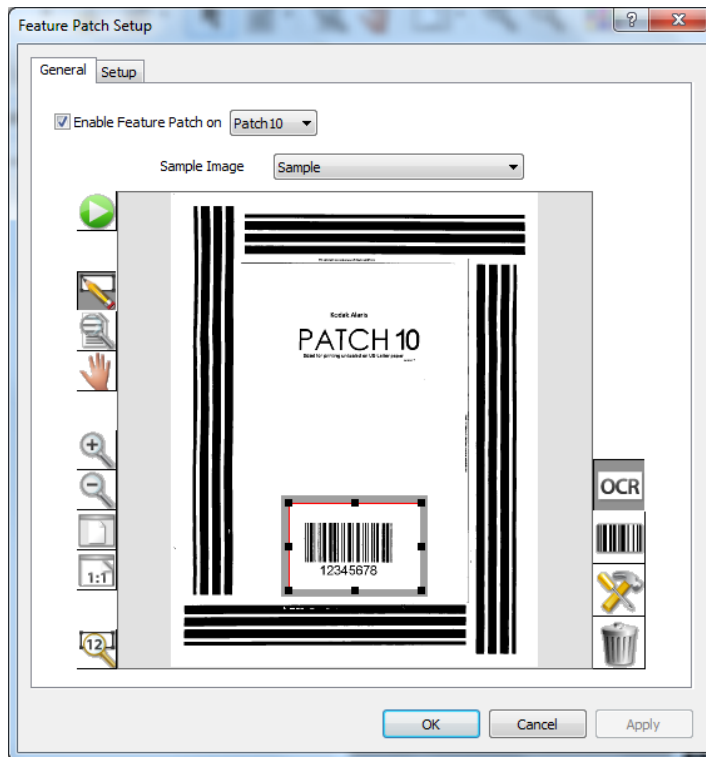 Feature Patch Setup
?
General Setup
Enable Feature Patch on Patch10
Sample Image Sample
Kodak Alaris
PATCH 10
1:1
12
OCR
12345678
OK Cancel Apply